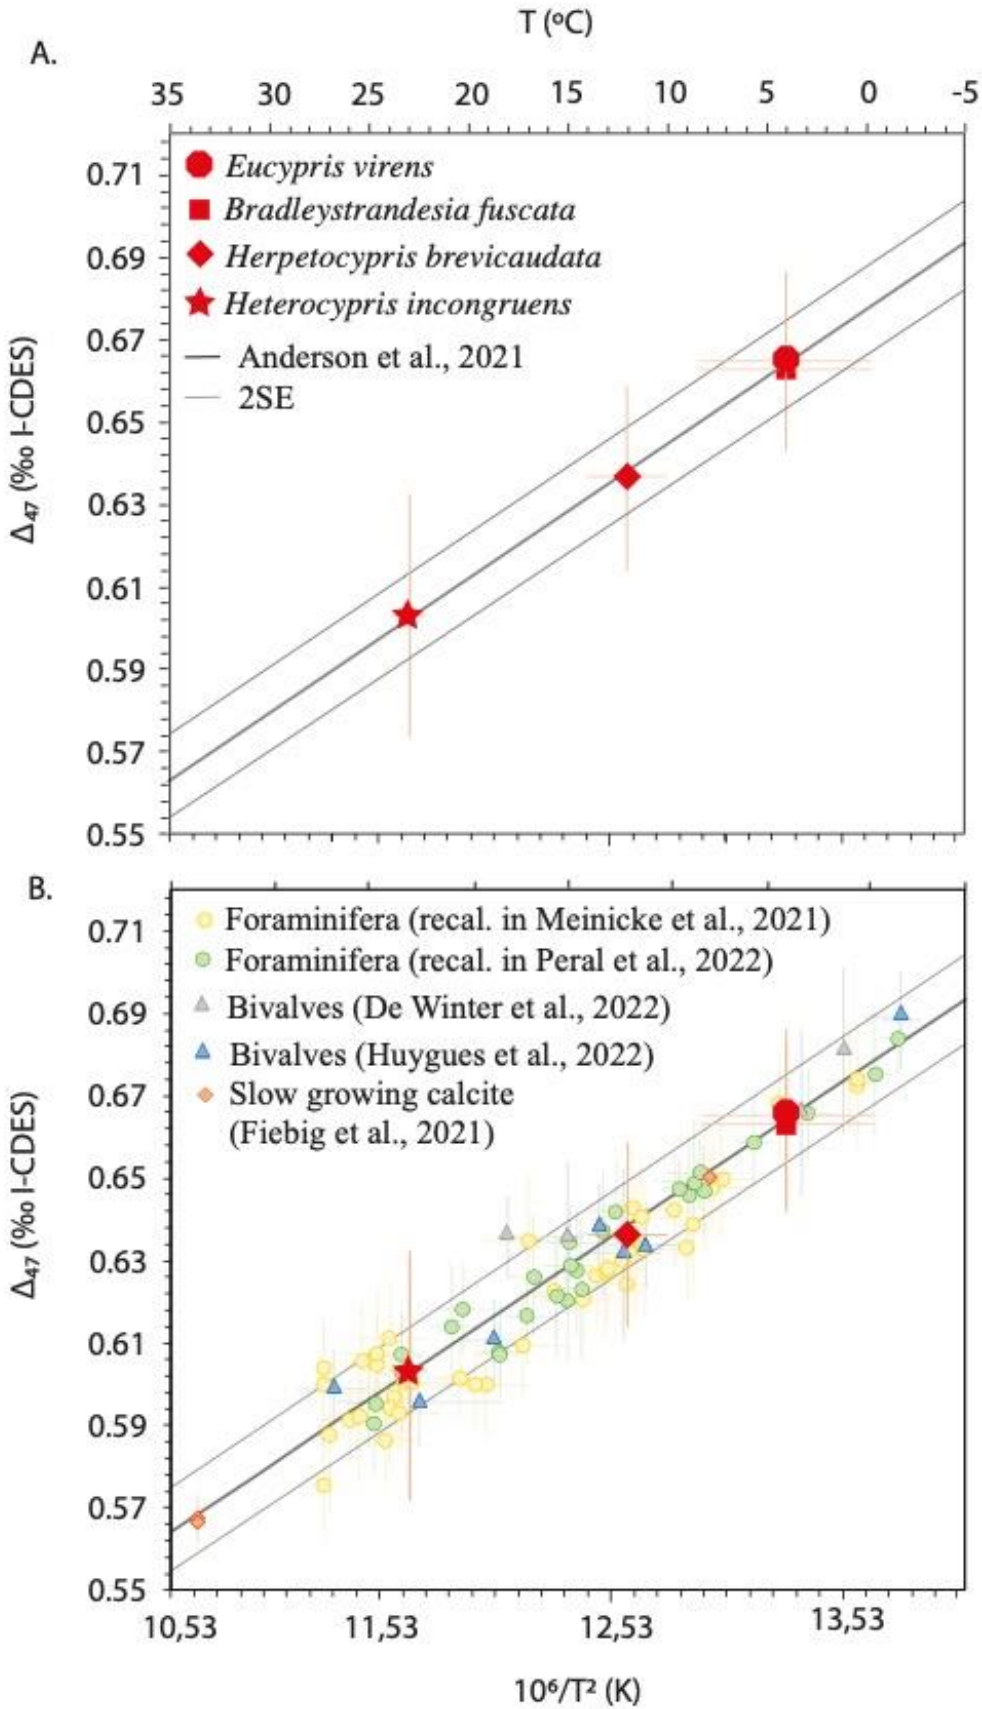 T (ºC)
A.
35 30 25 20 15 10 5 0 -5
0.71
0.69
0.67
0.65
0.63
0.61
0.59
0.57
0.55
Δ₄₇ (‰ I-CDES)
Eucypris virens
Bradleystrandesia fuscata
Herpetocypris brevicaudata
Heterocypris incongruens
Anderson et al., 2021
2SE
B.
0.71
0.69
0.67
0.65
0.63
0.61
0.59
0.57
0.55
Δ₄₇ (‰ I-CDES)
Foraminifera (recal. in Meinicke et al., 2021)
Foraminifera (recal. in Peral et al., 2022)
Bivalves (De Winter et al., 2022)
Bivalves (Huygues et al., 2022)
Slow growing calcite
(Fiebig et al., 2021)
10,53 11,53 12,53 13,53
10⁶/T² (K)